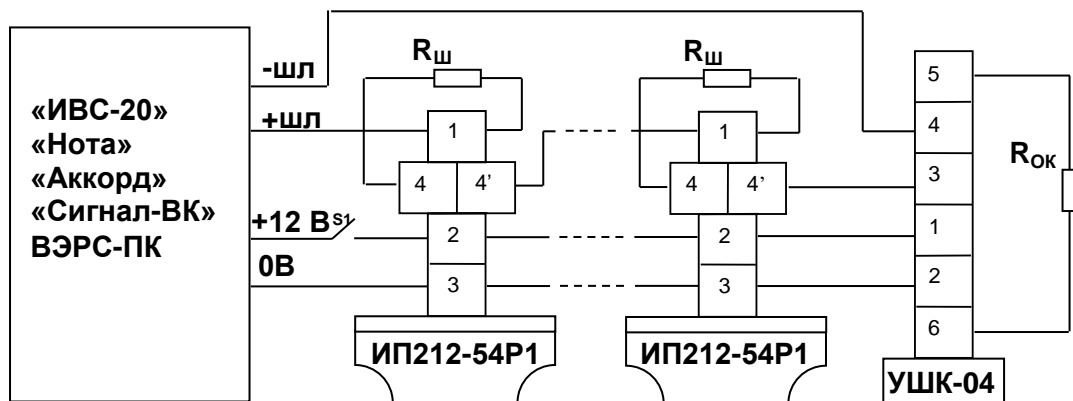 «ИВС-20»
«Нота»
«Аккорд»
«Сигнал-ВК»
ВЭРС-ПК
-шл
+шл
+12 В S1
0В
RШ
1
4 4’
2
3
ИП212-54Р1
RШ
1
4 4’
2
3
ИП212-54Р1
5
4
3
1
2
6
УШК-04
RОК